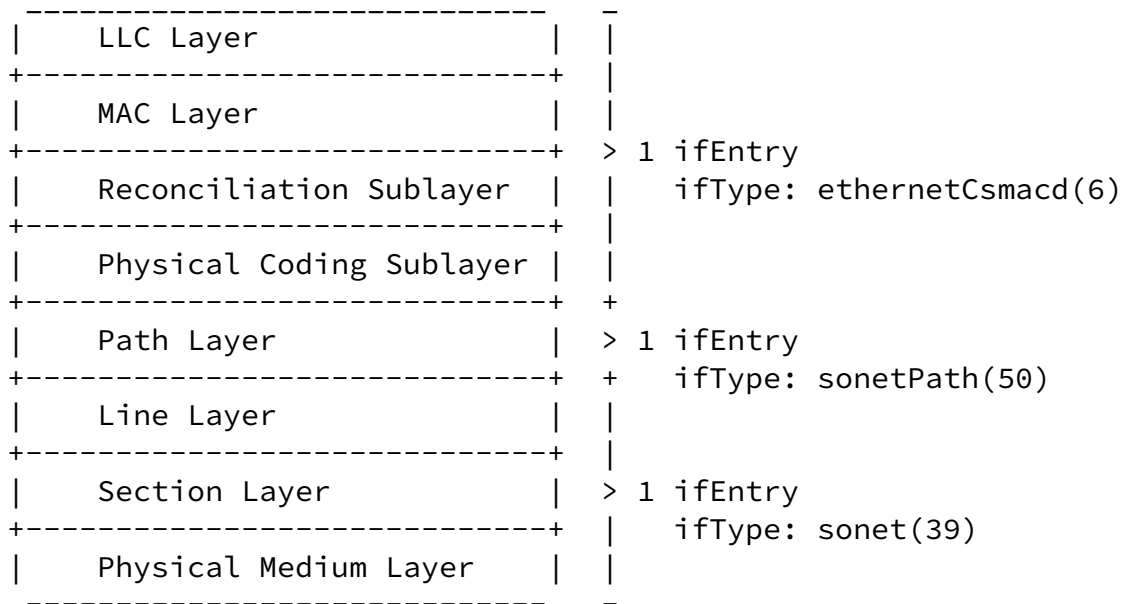 _____________________________   _
|    LLC Layer                |  |
+-----------------------------+  |
|    MAC Layer                |  |
+-----------------------------+  > 1 ifEntry
|    Reconciliation Sublayer  |  |   ifType: ethernetCsmacd(6)
+-----------------------------+  |
|    Physical Coding Sublayer |  |
+-----------------------------+  +
|    Path Layer               |  > 1 ifEntry
+-----------------------------+  +   ifType: sonetPath(50)
|    Line Layer               |  |
+-----------------------------+  |
|    Section Layer            |  > 1 ifEntry
+-----------------------------+  |   ifType: sonet(39)
|    Physical Medium Layer    |  |
 -----------------------------   -